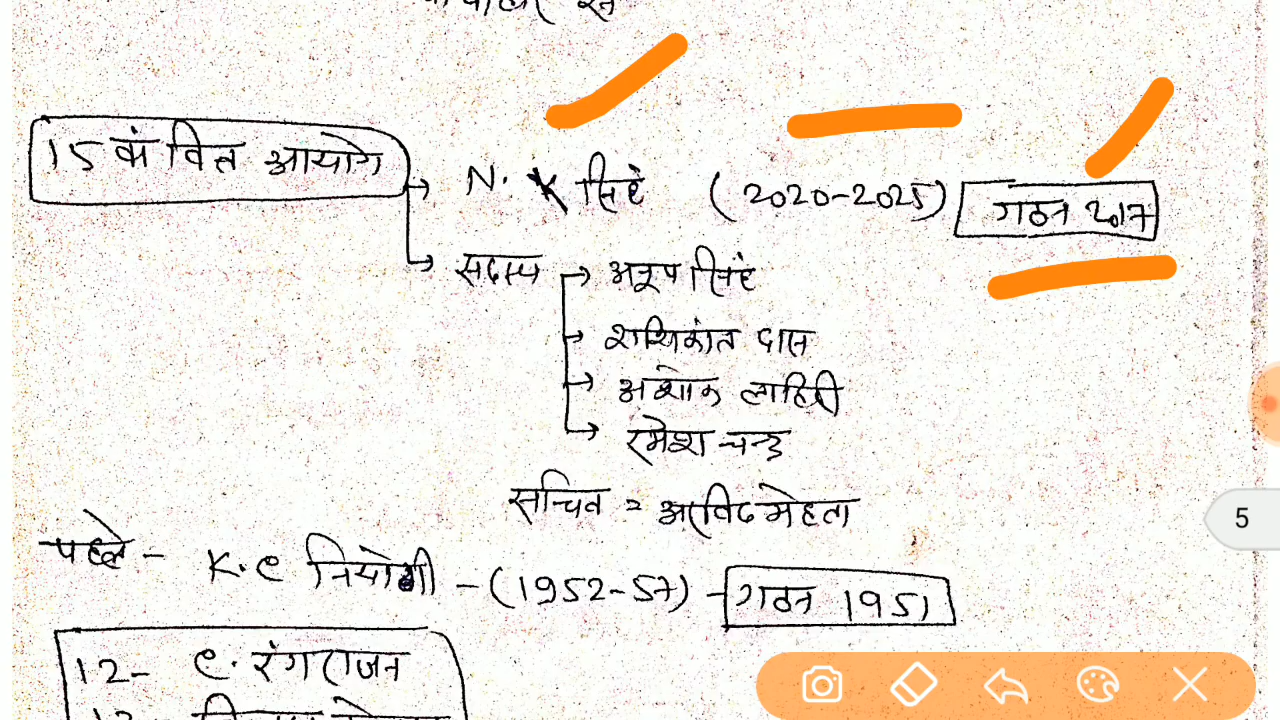 15 वां वित्त आयोग
N. K सिंह (2020-2025) गठन 2017
सदस्य → अनूप सिंह
शशिकांत दास
अशोक लाहिरी
रमेश चन्द्र
सचिव = अरविंद मेहता
पहले - K.C नियोगी - (1952-57) - गठन 1951
12- C. रंगराजन
5